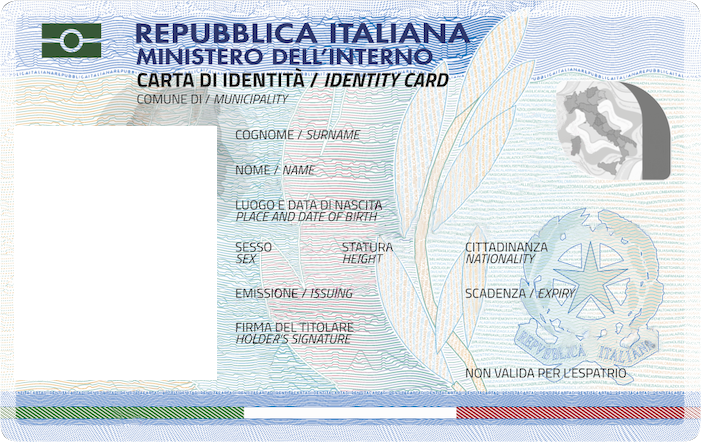 REPUBBLICA ITALIANA
MINISTERO DELL'INTERNO
CARTA DI IDENTITÀ / IDENTITY CARD
COMUNE DI / MUNICIPALITY
COGNOME / SURNAME
NOME / NAME
LUOGO E DATA DI NASCITA
PLACE AND DATE OF BIRTH
SESSO STATURA CITTADINANZA
SEX HEIGHT NATIONALITY
EMISSIONE / ISSUING SCADENZA / EXPIRY
FIRMA DEL TITOLARE
HOLDER'S SIGNATURE
REPVBBLICA ITALIANA
NON VALIDA PER L'ESPATRIO